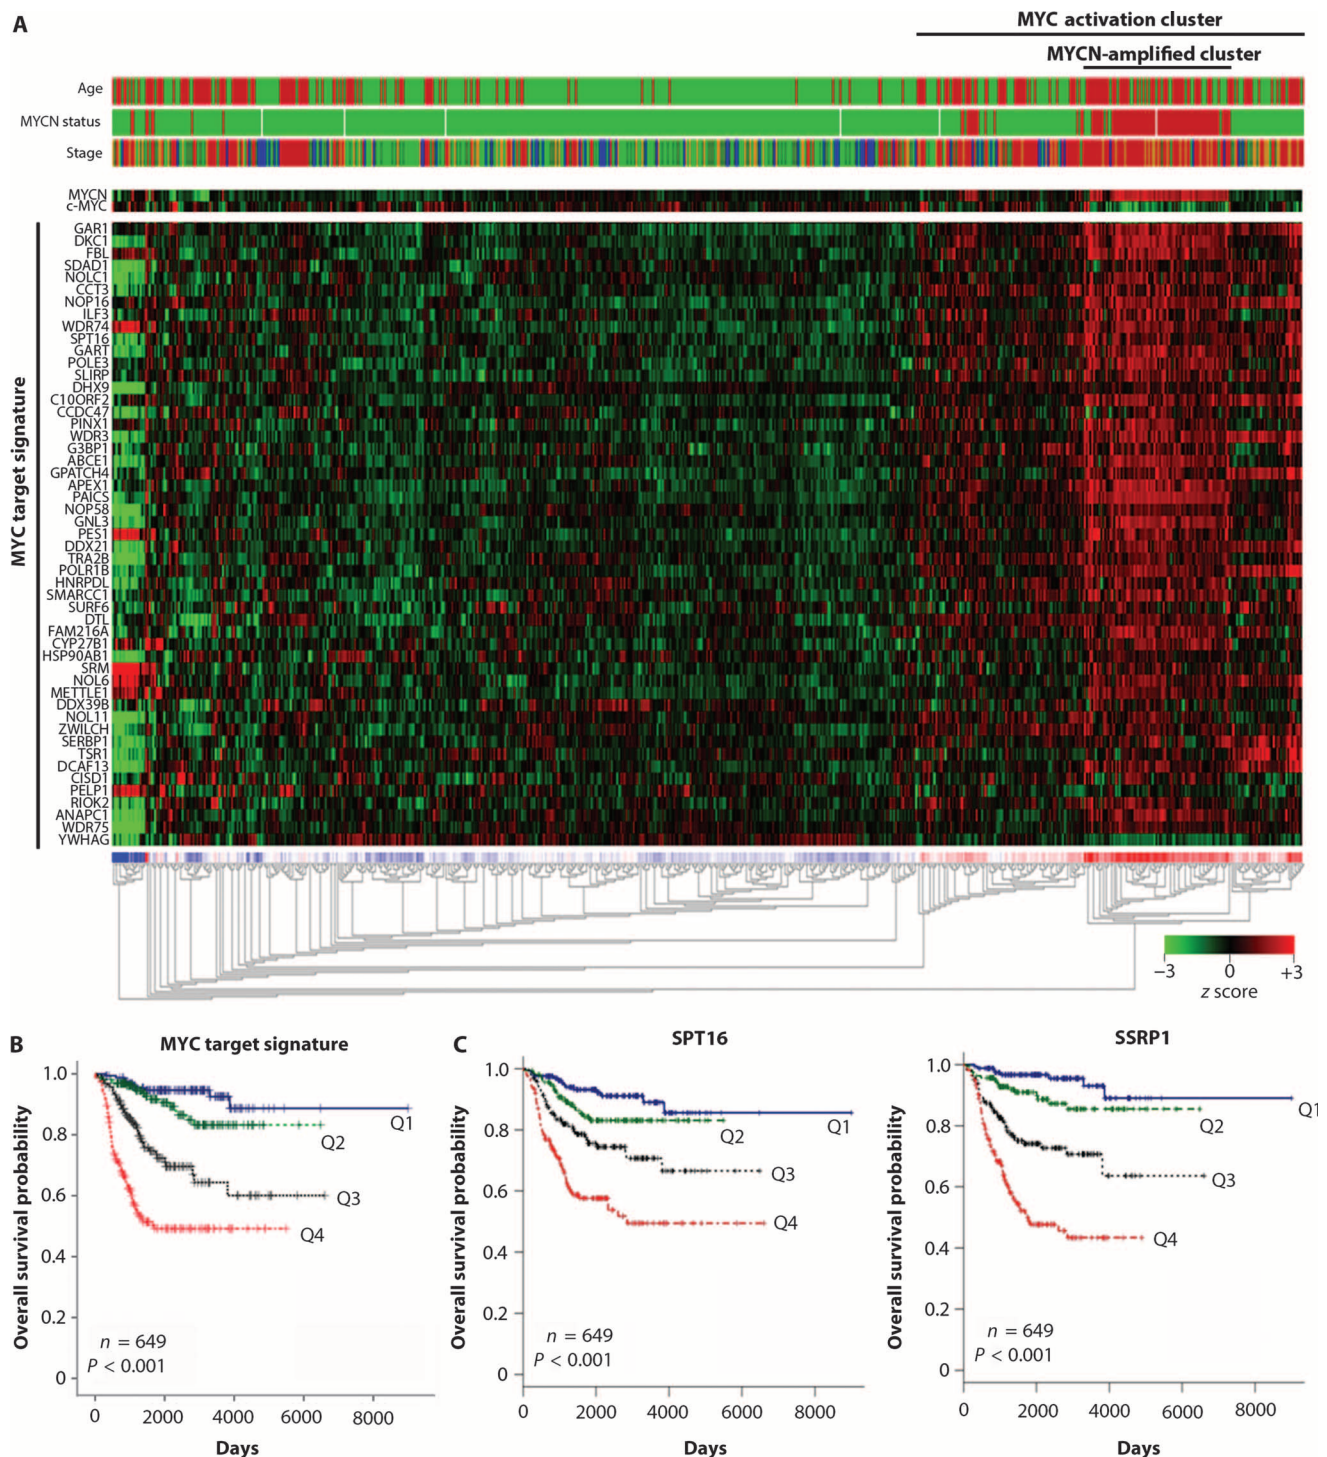 A
MYC activation cluster
MYCN-amplified cluster
Age
MYCN status
Stage
MYCN
c-MYC
MYC target signature
GAR1
DKC1
FBL
SDAD1
NOLC1
CCT3
NOP16
ILF3
WDR74
SPT16
GART
POLE3
SLIRP
DHX9
C10ORF2
CCDC47
PINX1
WDR3
G3BP1
ABCE1
GPATCH4
APEX1
PAICS
NOP58
GNL3
PES1
DDX21
TRA2B
POLR1B
HNRPDL
SMARCC1
SURF6
DTL
FAM216A
CYP27B1
HSP90AB1
SRM
NOL6
METTLE1
DDX39B
NOL11
ZWILCH
SERBP1
TSR1
DCAF13
CISD1
PELP1
RIOK2
ANAPC1
WDR75
YWHAG
−3 0 +3
z score
B
MYC target signature
Overall survival probability
1.0
0.8
0.6
0.4
0.2
0
Q1
Q2
Q3
Q4
n = 649
P < 0.001
0 2000 4000 6000 8000
Days
C
SPT16
Overall survival probability
1.0
0.8
0.6
0.4
0.2
0
Q1
Q2
Q3
Q4
n = 649
P < 0.001
0 2000 4000 6000 8000
Days
SSRP1
Overall survival probability
1.0
0.8
0.6
0.4
0.2
0
Q1
Q2
Q3
Q4
n = 649
P < 0.001
0 2000 4000 6000 8000
Days